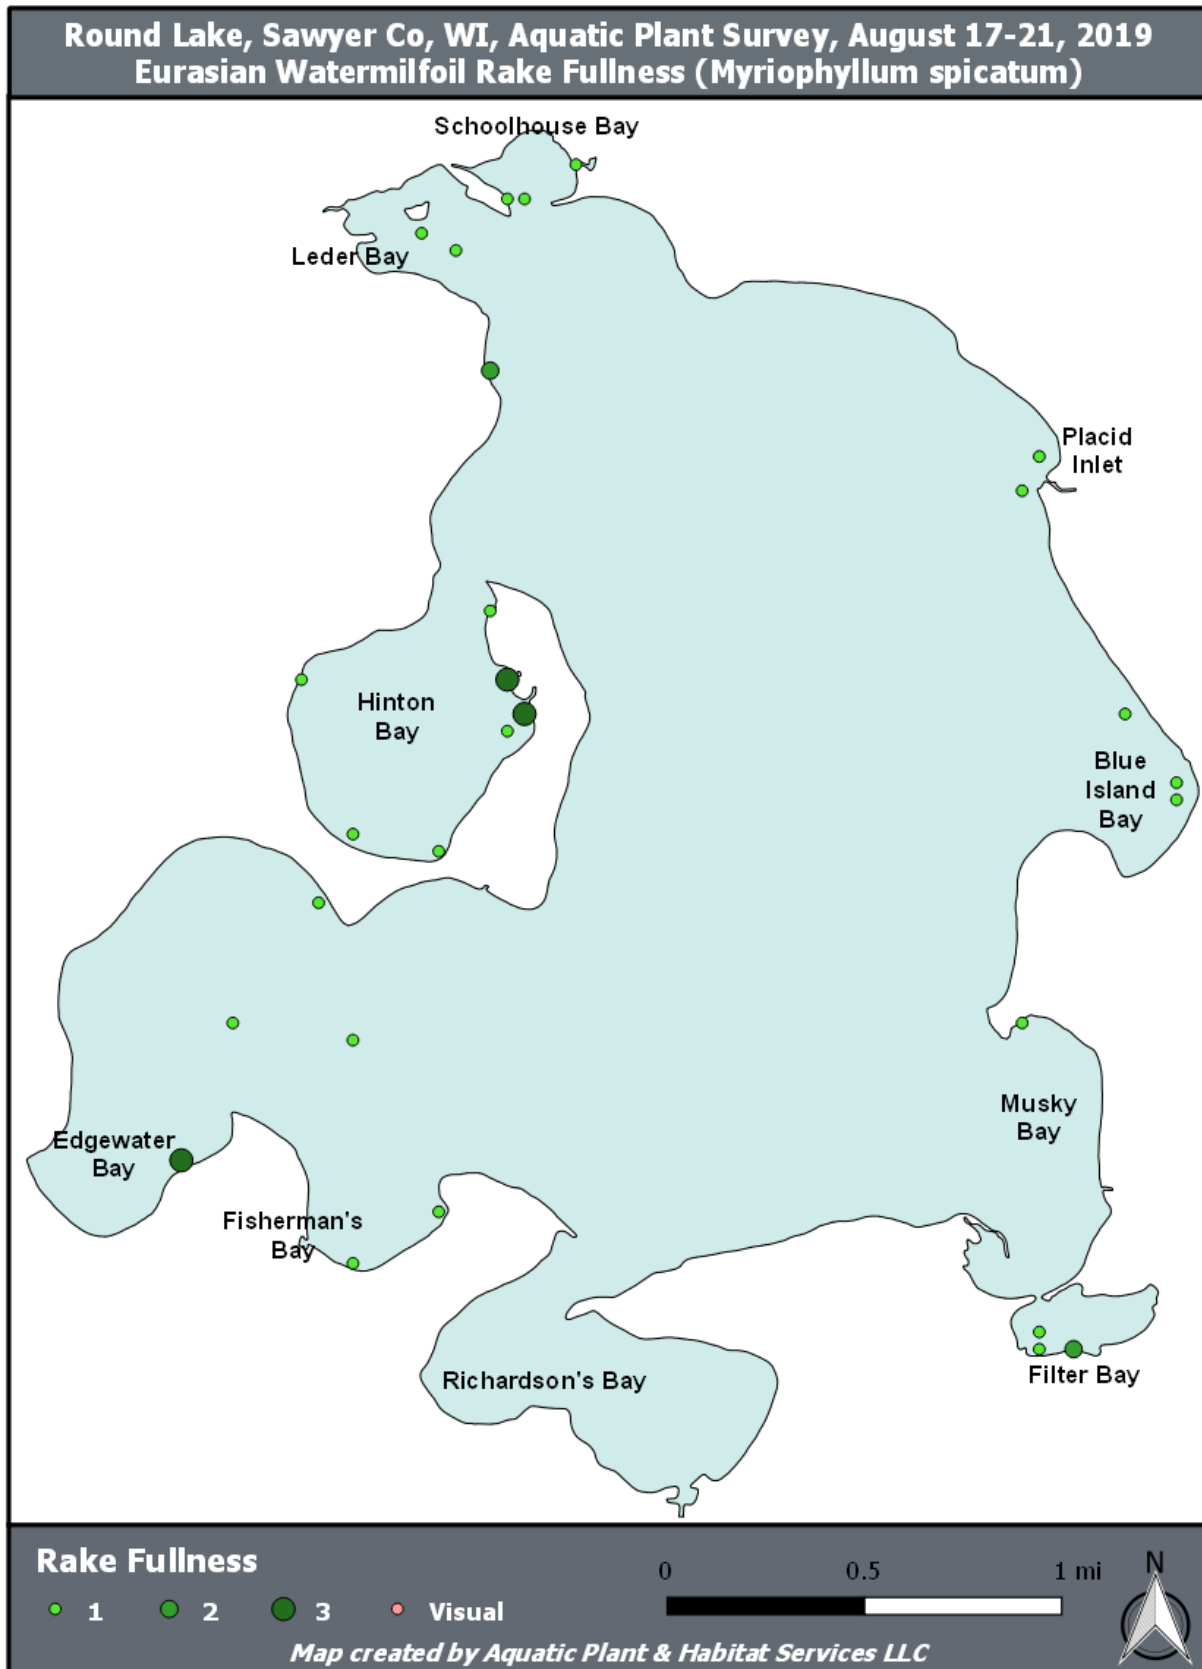 Round Lake, Sawyer Co, WI, Aquatic Plant Survey, August 17-21, 2019
Eurasian Watermilfoil Rake Fullness (Myriophyllum spicatum)
Schoolhouse Bay
Leder Bay
Placid
Inlet
Hinton
Bay
Blue
Island
Bay
Musky
Bay
Edgewater
Bay
Fisherman's
Bay
Richardson's Bay
Filter Bay
Rake Fullness
1 2 3 Visual
0 0.5 1 mi
N
Map created by Aquatic Plant & Habitat Services LLC